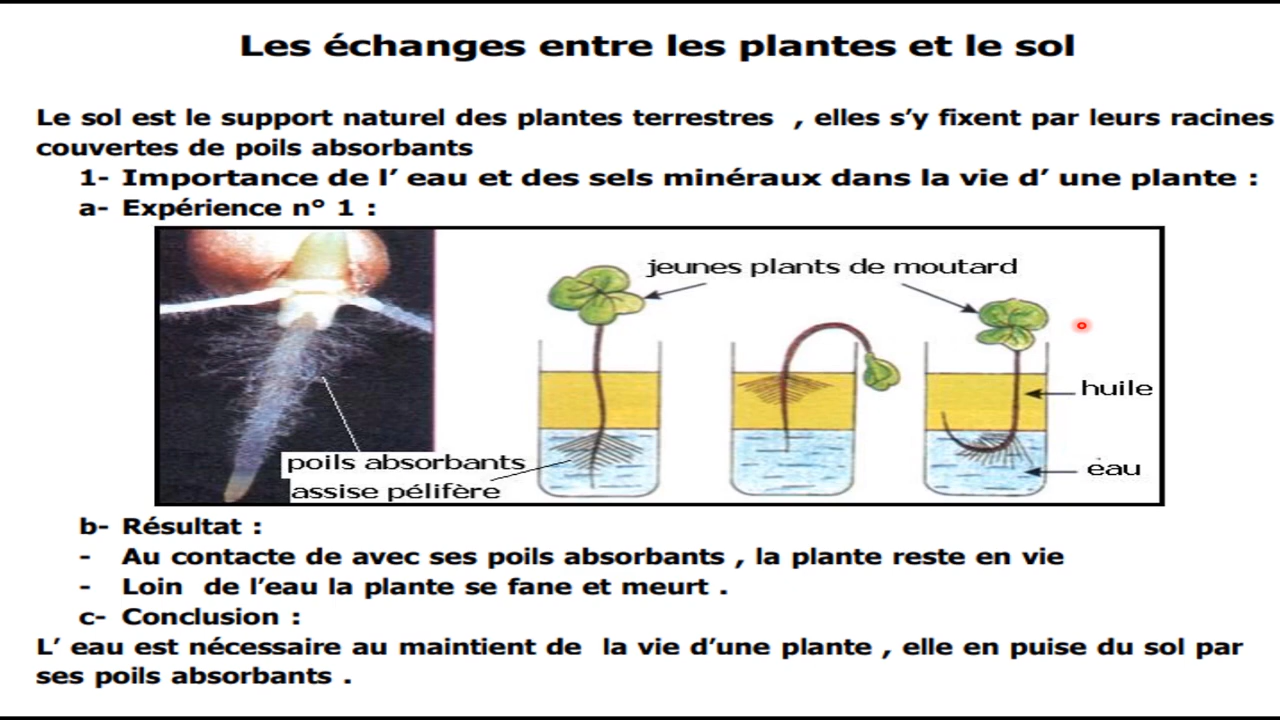 Les échanges entre les plantes et le sol
Le sol est le support naturel des plantes terrestres , elles s’y fixent par leurs racines
couvertes de poils absorbants
1- Importance de l’ eau et des sels minéraux dans la vie d’ une plante :
a- Expérience n° 1 :
jeunes plants de moutard
huile
poils absorbants
eau
assise pélifère
b- Résultat :
- Au contacte de avec ses poils absorbants , la plante reste en vie
- Loin de l’eau la plante se fane et meurt .
c- Conclusion :
L’ eau est nécessaire au maintient de la vie d’une plante , elle en puise du sol par
ses poils absorbants .